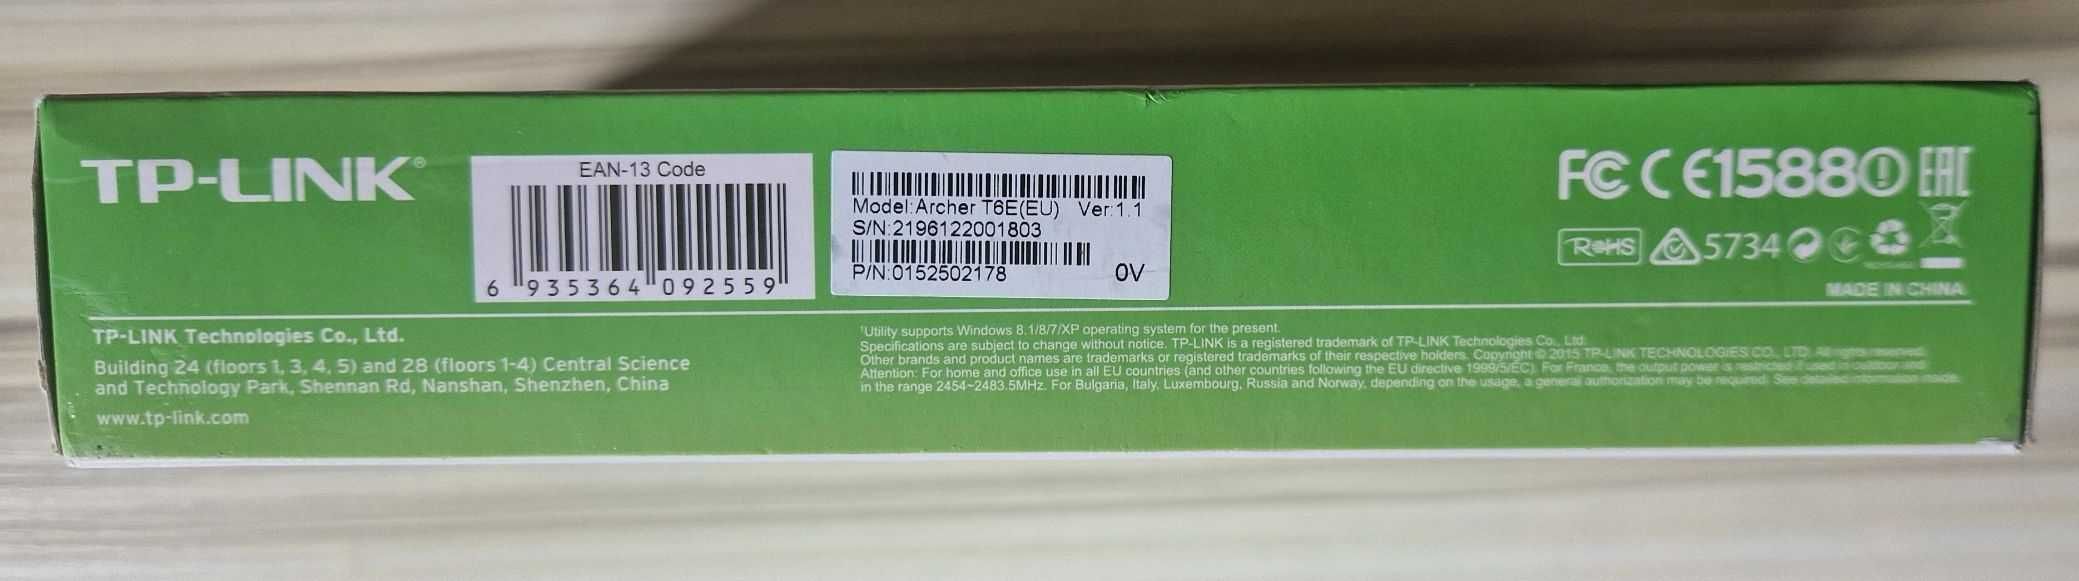 TP-LINK®
EAN-13 Code
6 935364 092559
Model:Archer T6E(EU) Ver:1.1
S/N:2196122001803
P/N:0152502178 0V
FC CE1588 EAC
RoHS 5734
MADE IN CHINA
TP-LINK Technologies Co., Ltd.
Building 24 (floors 1, 3, 4, 5) and 28 (floors 1-4) Central Science
and Technology Park, Shennan Rd, Nanshan, Shenzhen, China
www.tp-link.com
¹Utility supports Windows 8.1/8/7/XP operating system for the present.
Specifications are subject to change without notice. TP-LINK is a registered trademark of TP-LINK Technologies Co., Ltd.
Other brands and product names are trademarks or registered trademarks of their respective holders. Copyright © 2015 TP-LINK TECHNOLOGIES CO., LTD. All rights reserved.
Attention: For home and office use in all EU countries (and other countries following the EU directive 1999/5/EC). For France, the output power is restricted if used in outdoor and
in the range 2454~2483.5MHz. For Bulgaria, Italy, Luxembourg, Russia and Norway, depending on the usage, a general authorization may be required. See detailed information inside.